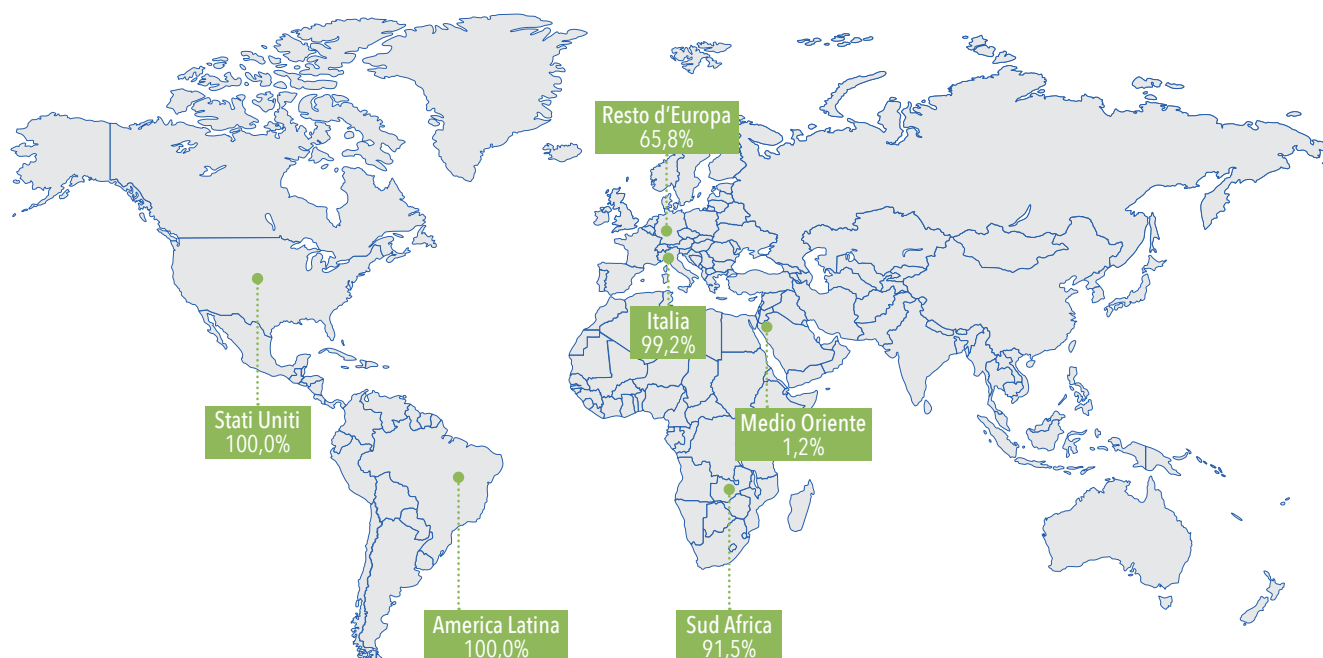 Resto d’Europa
65,8%
Italia
99,2%
Stati Uniti
100,0%
Medio Oriente
1,2%
America Latina
100,0%
Sud Africa
91,5%